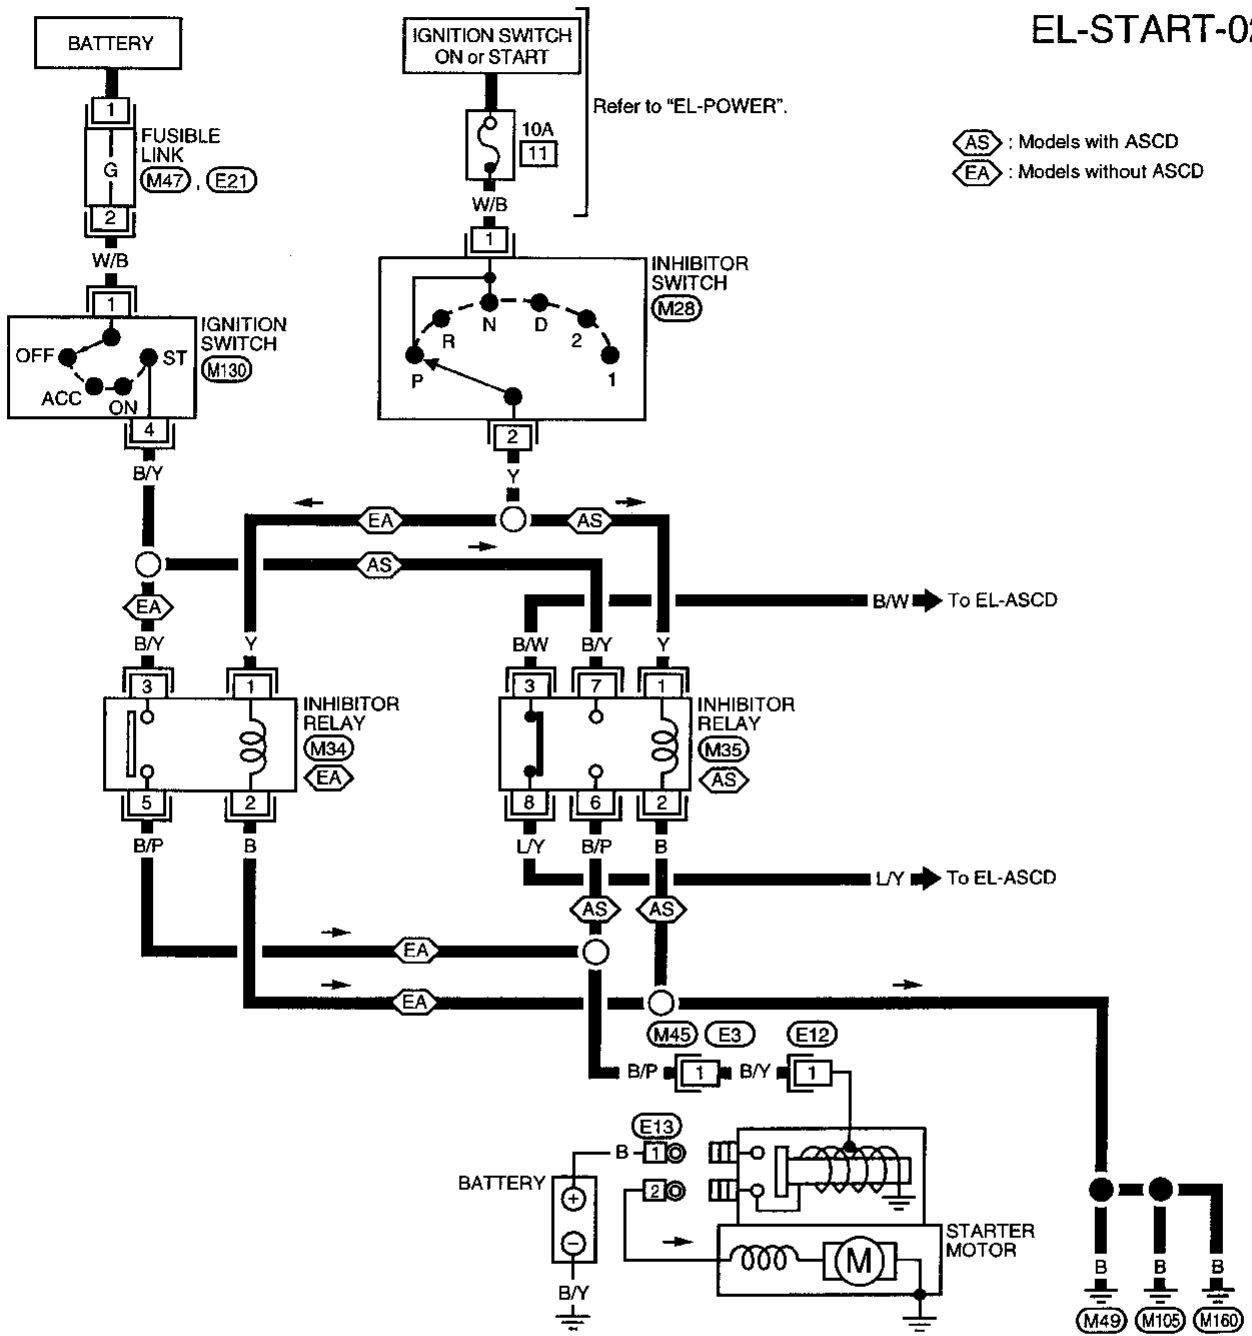 EL-START-02
BATTERY
IGNITION SWITCH
ON or START
Refer to "EL-POWER".
1
FUSIBLE
LINK
G
M47 , E21
2
10A
11
AS : Models with ASCD
EA : Models without ASCD
W/B
W/B
1
1
IGNITION
SWITCH
M130
OFF
ST
ACC
ON
4
INHIBITOR
SWITCH
M28
P
R
N
D
2
1
2
B/Y
Y
EA
AS
AS
EA
B/W To EL-ASCD
B/Y
Y
B/W
B/Y
Y
3
1
3
7
1
INHIBITOR
RELAY
M34
EA
INHIBITOR
RELAY
M35
AS
5
2
8
6
2
B/P
B
L/Y
B/P
B
L/Y To EL-ASCD
AS
AS
EA
EA
M45
E3
E12
B/P
1
B/Y
1
E13
B
1
BATTERY
2
+
−
M
STARTER
MOTOR
B/Y
B
B
B
M49
M105
M160